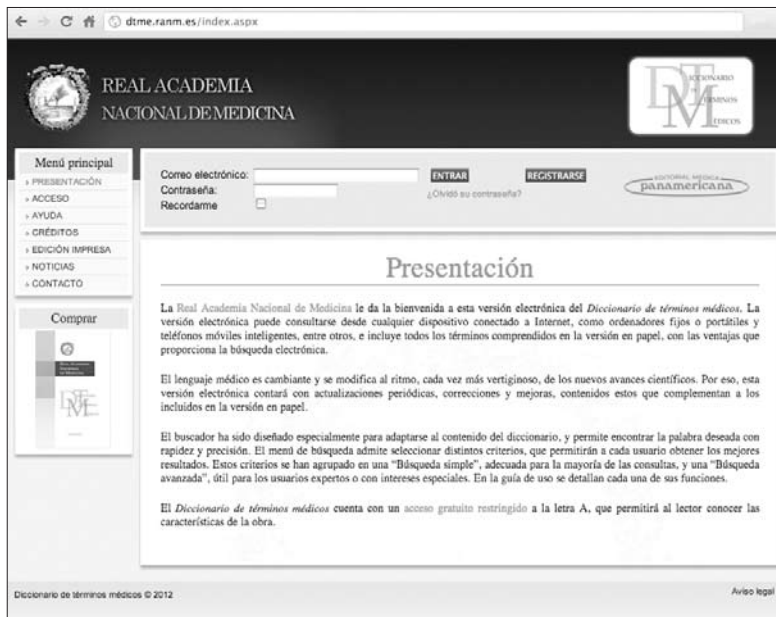 dtme.ranm.es/index.aspx
REAL ACADEMIA
NACIONAL DE MEDICINA
DICCIONARIO
DE
TÉRMINOS
MÉDICOS
Menú principal
› PRESENTACIÓN
› ACCESO
› AYUDA
› CRÉDITOS
› EDICIÓN IMPRESA
› NOTICIAS
› CONTACTO
Comprar
Correo electrónico:
ENTRAR
REGISTRARSE
Contraseña:
¿Olvidó su contraseña?
Recordarme
EDITORIAL MEDICA
panamericana
Presentación
La Real Academia Nacional de Medicina le da la bienvenida a esta versión electrónica del Diccionario de términos médicos. La
versión electrónica puede consultarse desde cualquier dispositivo conectado a Internet, como ordenadores fijos o portátiles y
teléfonos móviles inteligentes, entre otros, e incluye todos los términos comprendidos en la versión en papel, con las ventajas que
proporciona la búsqueda electrónica.
El lenguaje médico es cambiante y se modifica al ritmo, cada vez más vertiginoso, de los nuevos avances científicos. Por eso, esta
versión electrónica contará con actualizaciones periódicas, correcciones y mejoras, contenidos estos que complementan a los
incluidos en la versión en papel.
El buscador ha sido diseñado especialmente para adaptarse al contenido del diccionario, y permite encontrar la palabra deseada con
rapidez y precisión. El menú de búsqueda admite seleccionar distintos criterios, que permitirán a cada usuario obtener los mejores
resultados. Estos criterios se han agrupado en una “Búsqueda simple”, adecuada para la mayoría de las consultas, y una “Búsqueda
avanzada”, útil para los usuarios expertos o con intereses especiales. En la guía de uso se detallan cada una de sus funciones.
El Diccionario de términos médicos cuenta con un acceso gratuito restringido a la letra A, que permitirá al lector conocer las
características de la obra.
Diccionario de términos médicos © 2012
Aviso legal